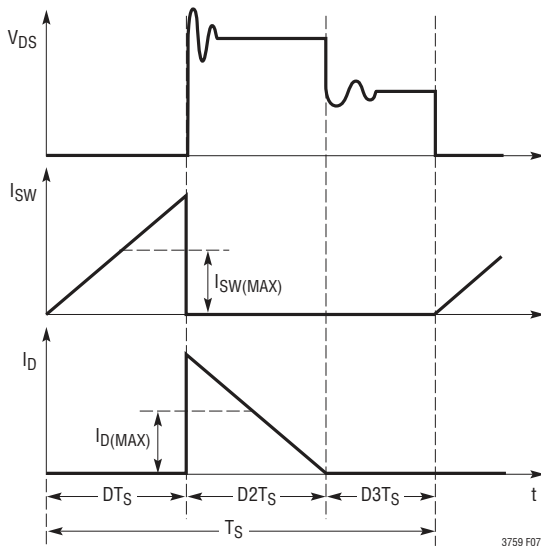 VDS
ISW
ISW(MAX)
ID
ID(MAX)
DTS D2TS D3TS t
TS
3759 F07